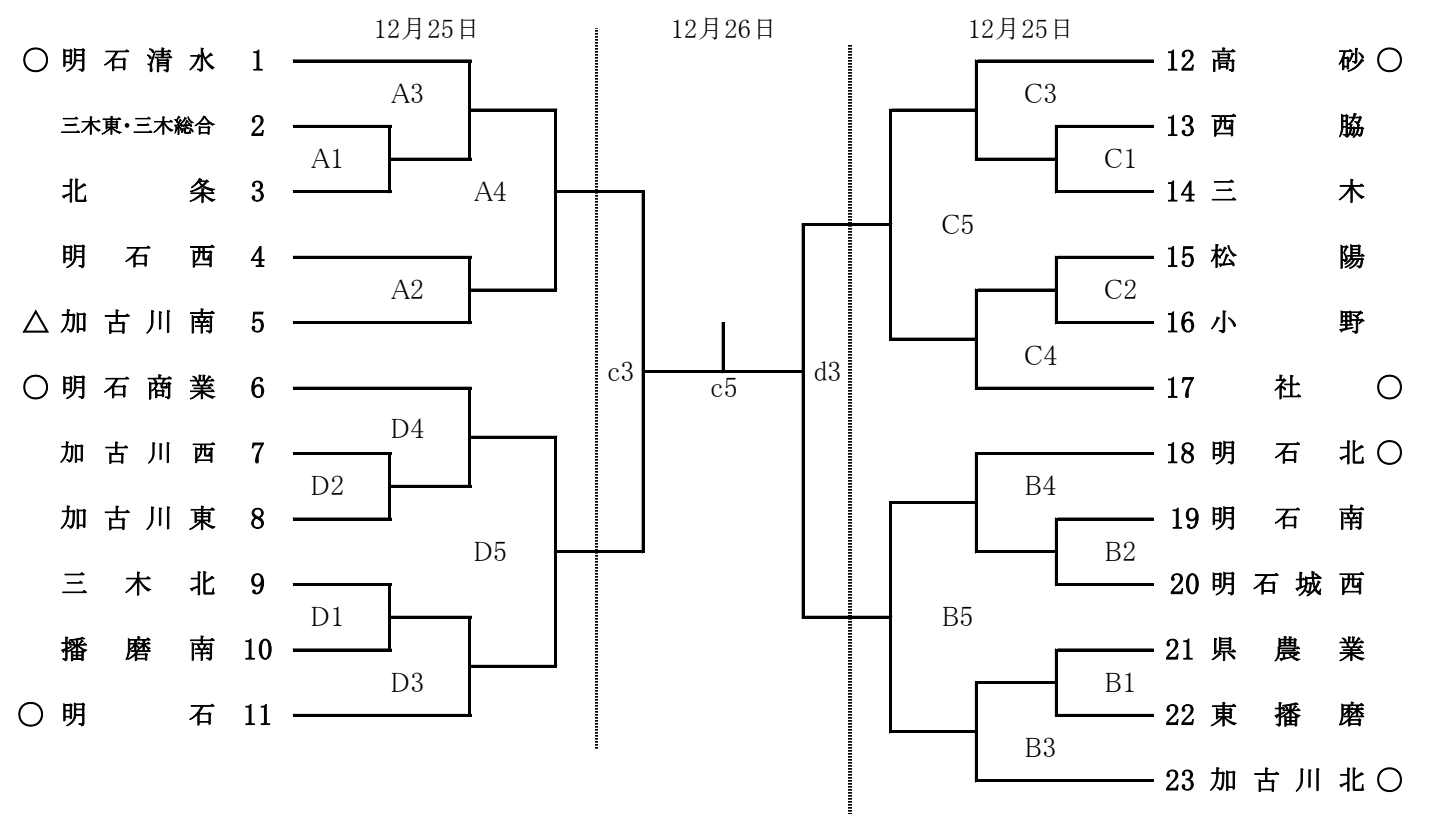 12月25日 12月26日 12月25日
○ 明石清水 1
A3
三木東・三木総合 2
A1
北条 3
A4
明石西 4
A2
△ 加古川南 5
○ 明石商業 6
D4
加古川西 7
D2
加古川東 8
D5
三木北 9
D1
播磨南 10
D3
○ 明石 11
c3
c5
d3
12 高砂 ○
C3
13 西脇
C1
14 三木
C5
15 松陽
C2
16 小野
C4
17 社 ○
18 明石北 ○
B4
19 明石南
B2
20 明石城西
B5
21 県農業
B1
22 東播磨
B3
23 加古川北 ○